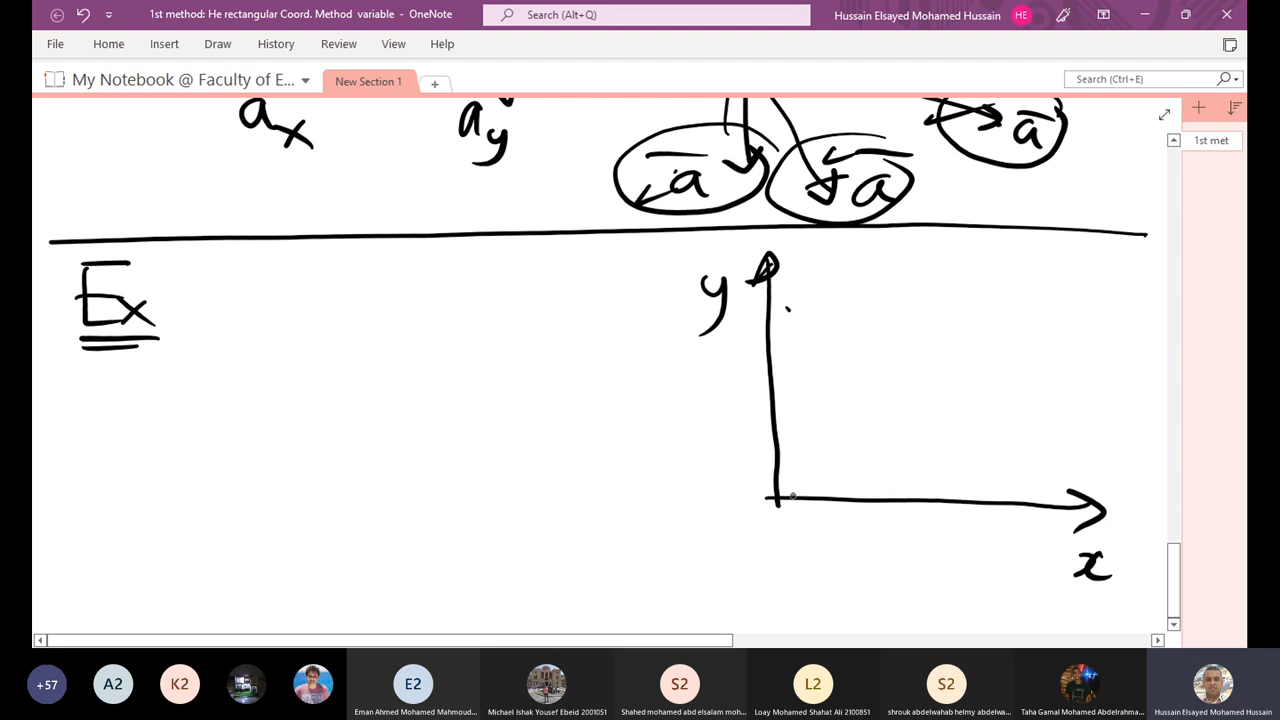 1st method: He rectangular Coord. Method variable - OneNote
Search (Alt+Q)
Hussain Elsayed Mohamed Hussain
HE
File Home Insert Draw History Review View Help
My Notebook @ Faculty of E...
New Section 1
+
Search (Ctrl+E)
1st met
ax
ay
a
a
a
Ex
y
x
+57
A2
K2
E2
Eman Ahmed Mohamed Mahmoud...
Michael Ishak Yousef Ebeid 2001051
S2
Shahed mohamed abd elsalam moh...
L2
Loay Mohamed Shahat Ali 2100851
S2
shrouk abdelwahab helmy abdelwa...
Taha Gamal Mohamed Abdelrahma...
Hussain Elsayed Mohamed Hussain